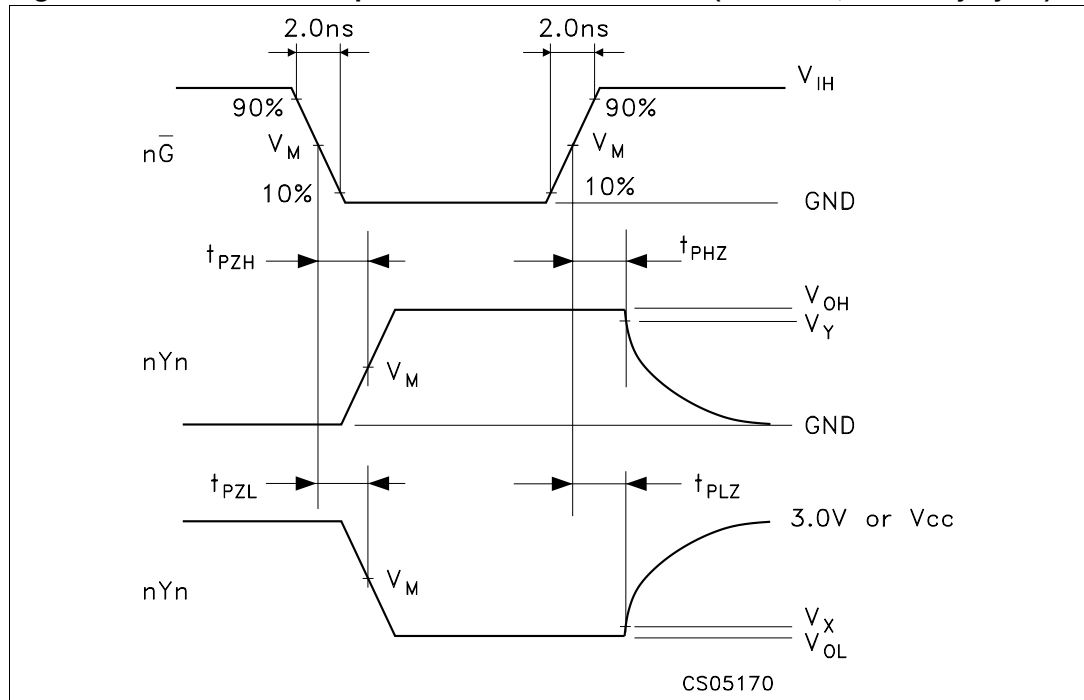 2.0ns 2.0ns
V_IH
90% 90%
nG̅ V_M V_M
10% 10%
GND
t_PZH t_PHZ
V_OH
V_Y
nYn V_M
GND
t_PZL t_PLZ
3.0V or Vcc
nYn V_M
V_X
V_OL
CS05170